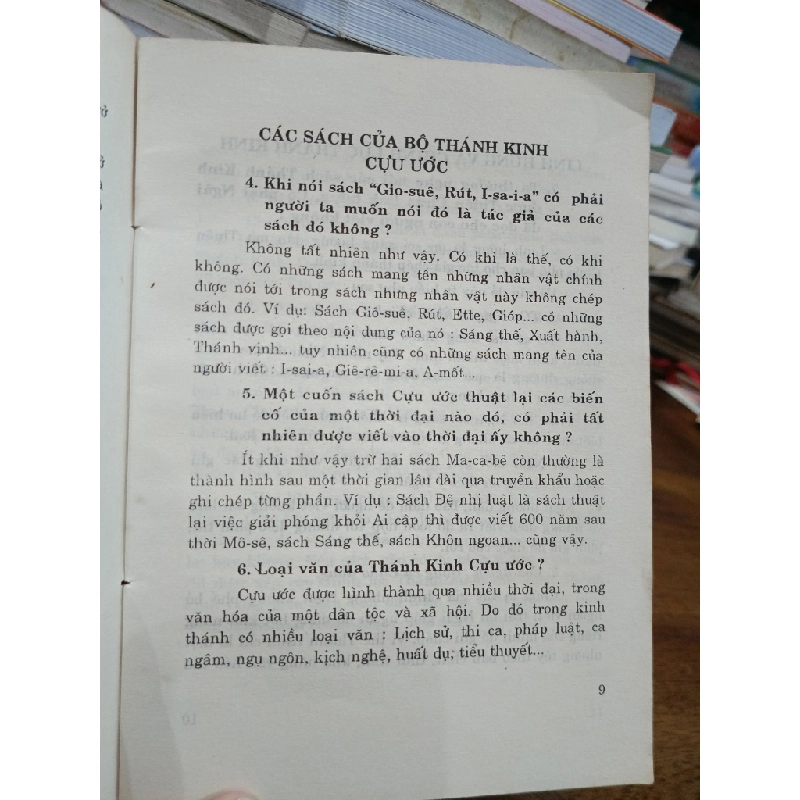 CÁC SÁCH CỦA BỘ THÁNH KINH
CỰU ƯỚC
4. Khi nói sách “Gio-suê, Rút, I-sa-i-a” có phải
người ta muốn nói đó là tác giả của các
sách đó không ?
Không tất nhiên như vậy. Có khi là thế, có khi
không. Có những sách mang tên những nhân vật chính
được nói tới trong sách nhưng nhân vật này không chép
sách đó. Ví dụ: Sách Giô-suê, Rút, Ette, Gióp... có những
sách được gọi theo nội dung của nó : Sáng thế, Xuất hành,
Thánh vịnh... tuy nhiên cũng có những sách mang tên của
người viết : I-sai-a, Giê-rê-mi-a, A-mốt...
5. Một cuốn sách Cựu ước thuật lại các biến
cố của một thời đại nào đó, có phải tất
nhiên được viết vào thời đại ấy không ?
Ít khi như vậy trừ hai sách Ma-ca-bê còn thường là
thành hình sau một thời gian lâu dài qua truyền khẩu hoặc
ghi chép từng phần. Ví dụ : Sách Đệ nhị luật là sách thuật
lại việc giải phóng khỏi Ai cập thì được viết 600 năm sau
thời Mô-sê, sách Sáng thế, sách Khôn ngoan... cũng vậy.
6. Loại văn của Thánh Kinh Cựu ước ?
Cựu ước được hình thành qua nhiều thời đại, trong
văn hóa của một dân tộc và xã hội. Do đó trong kinh
thánh có nhiều loại văn : Lịch sử, thi ca, pháp luật, ca
ngâm, ngụ ngôn, kịch nghệ, huất dụ, tiểu thuyết...
9